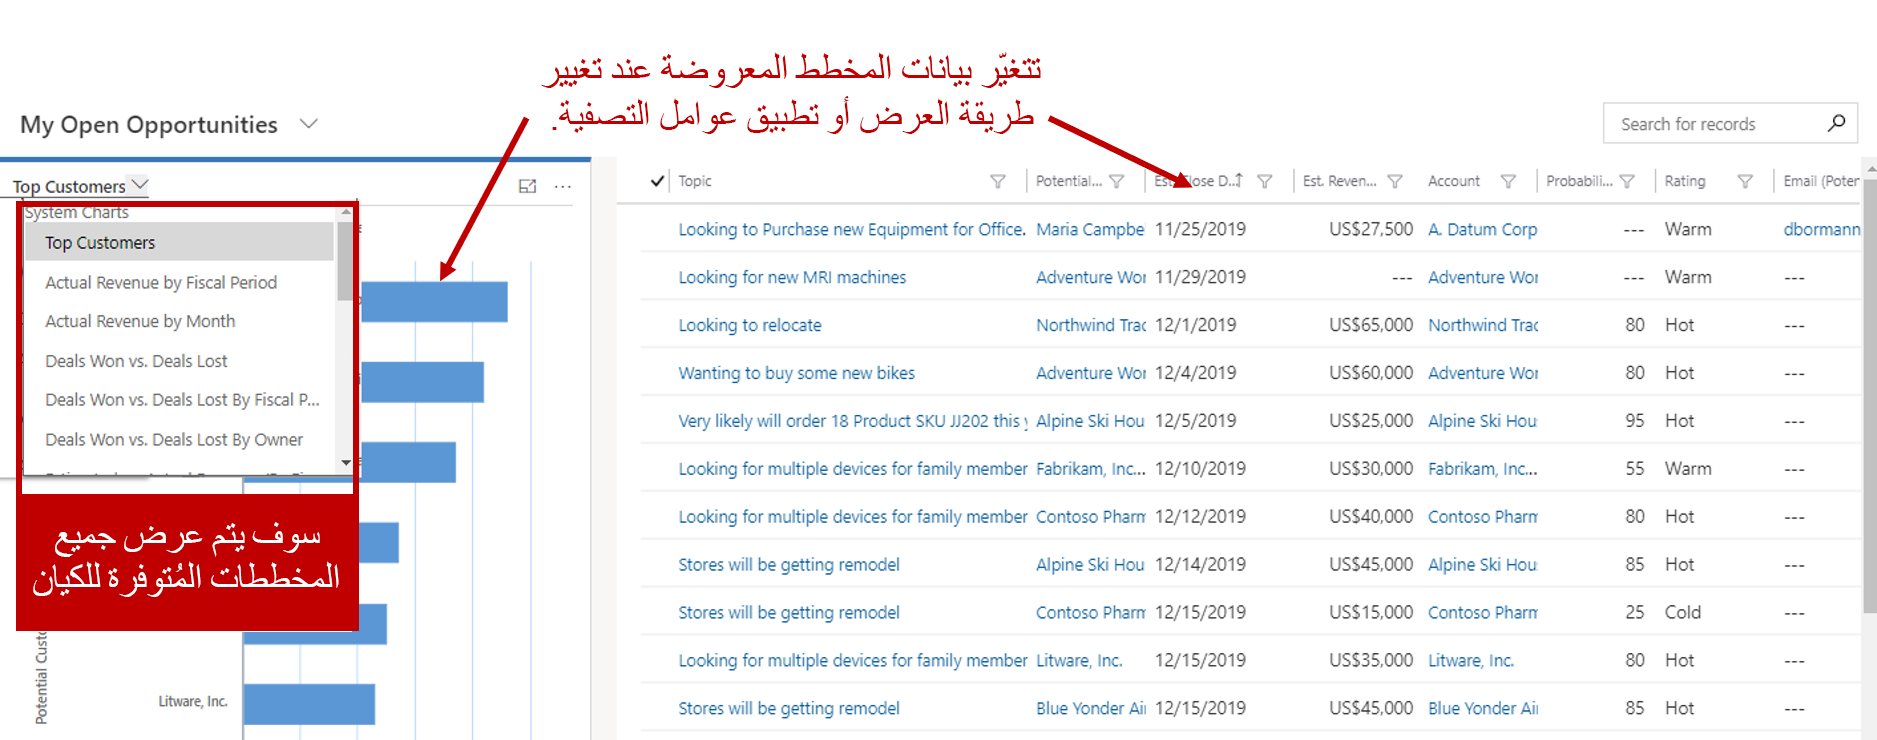 تتغيّر بيانات المخطط المعروضة عند تغيير
طريقة العرض أو تطبيق عوامل التصفية.
My Open Opportunities
Search for records
Top Customers
System Charts
Top Customers
Actual Revenue by Fiscal Period
Actual Revenue by Month
Deals Won vs. Deals Lost
Deals Won vs. Deals Lost By Fiscal P...
Deals Won vs. Deals Lost By Owner
سوف يتم عرض جميع
المخططات المُتوفرة للكيان
Potential Custo
Litware, Inc.
Topic Potential... Est. Close D... Est. Reven... Account Probabili... Rating Email (Poter
Looking to Purchase new Equipment for Office. Maria Campbe 11/25/2019 US$27,500 A. Datum Corp --- Warm dbormann
Looking for new MRI machines Adventure Wor 11/29/2019 --- Adventure Wor --- Warm ---
Looking to relocate Northwind Trad 12/1/2019 US$65,000 Northwind Trad 80 Hot ---
Wanting to buy some new bikes Adventure Wor 12/4/2019 US$60,000 Adventure Wor 80 Hot ---
Very likely will order 18 Product SKU JJ202 this y Alpine Ski Hou 12/5/2019 US$25,000 Alpine Ski Hou 95 Hot ---
Looking for multiple devices for family member Fabrikam, Inc... 12/10/2019 US$30,000 Fabrikam, Inc... 55 Warm ---
Looking for multiple devices for family member Contoso Pharm 12/12/2019 US$40,000 Contoso Pharm 80 Hot ---
Stores will be getting remodel Alpine Ski Hou 12/14/2019 US$45,000 Alpine Ski Hou 85 Hot ---
Stores will be getting remodel Contoso Pharm 12/15/2019 US$15,000 Contoso Pharm 25 Cold ---
Looking for multiple devices for family member Litware, Inc. 12/15/2019 US$35,000 Litware, Inc. 80 Hot ---
Stores will be getting remodel Blue Yonder Air 12/15/2019 US$45,000 Blue Yonder Air 85 Hot ---